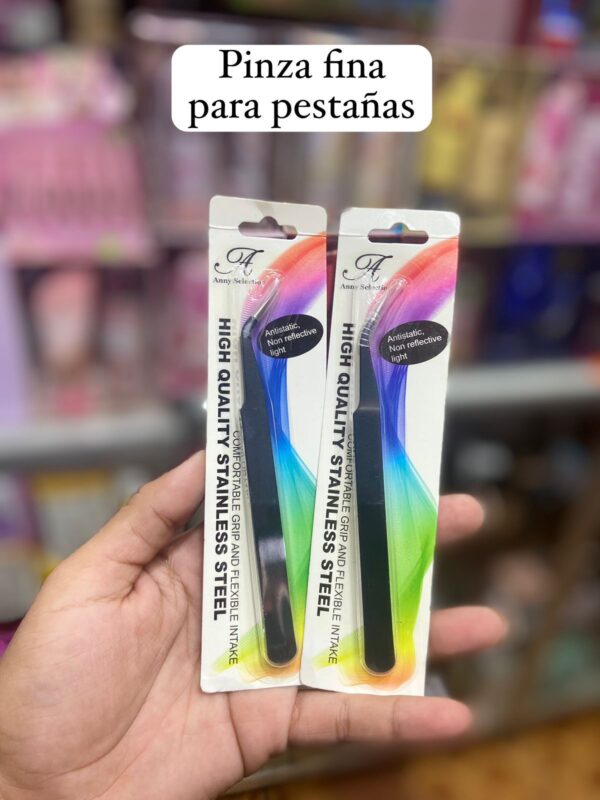 Pinza fina
para pestañas
A
Anny Selection
Antistatic,
Non reflective
light
HIGH QUALITY STAINLESS STEEL
COMFORTABLE GRIP AND FLEXIBLE INTAKE
A
Anny Selectio
Antistatic,
Non reflective
light
HIGH QUALITY STAINLESS STEEL
COMFORTABLE GRIP AND FLEXIBLE INTAKE